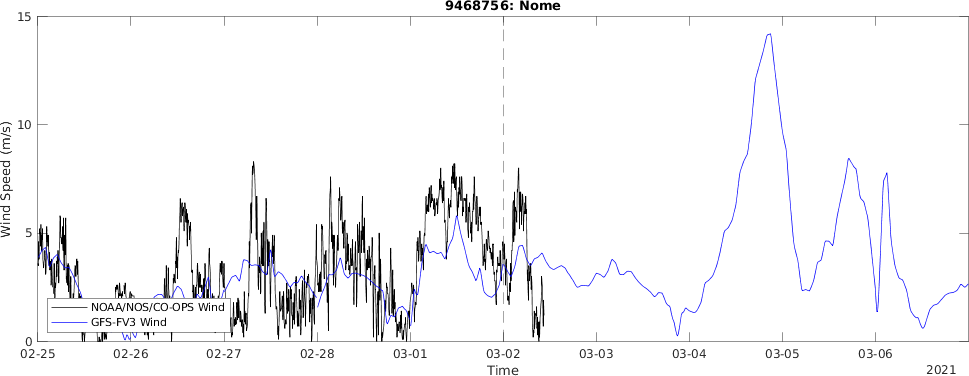 9468756: Nome
15
10
5
0
Wind Speed (m/s)
NOAA/NOS/CO-OPS Wind
GFS-FV3 Wind
02-25 02-26 02-27 02-28 03-01 03-02 03-03 03-04 03-05 03-06
Time
2021